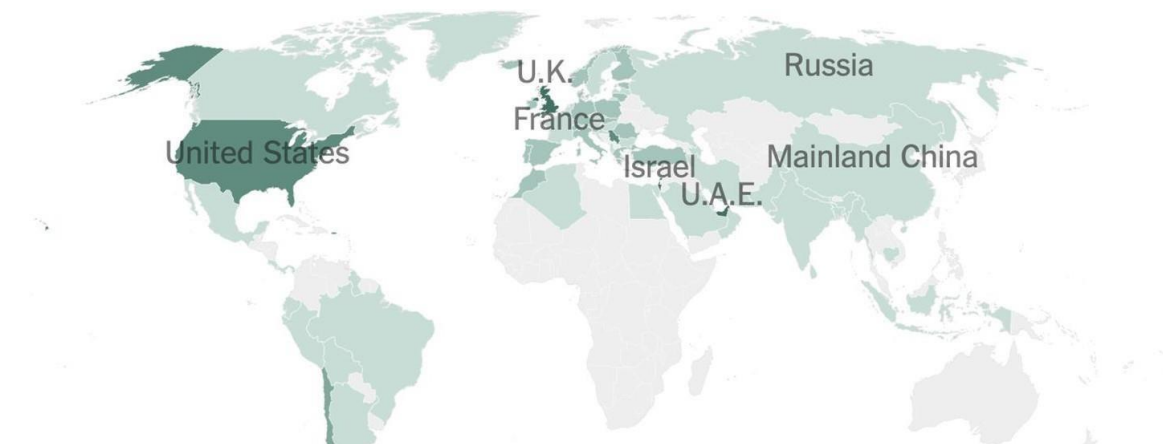 U.K.
Russia
France
United States
Israel
Mainland China
U.A.E.